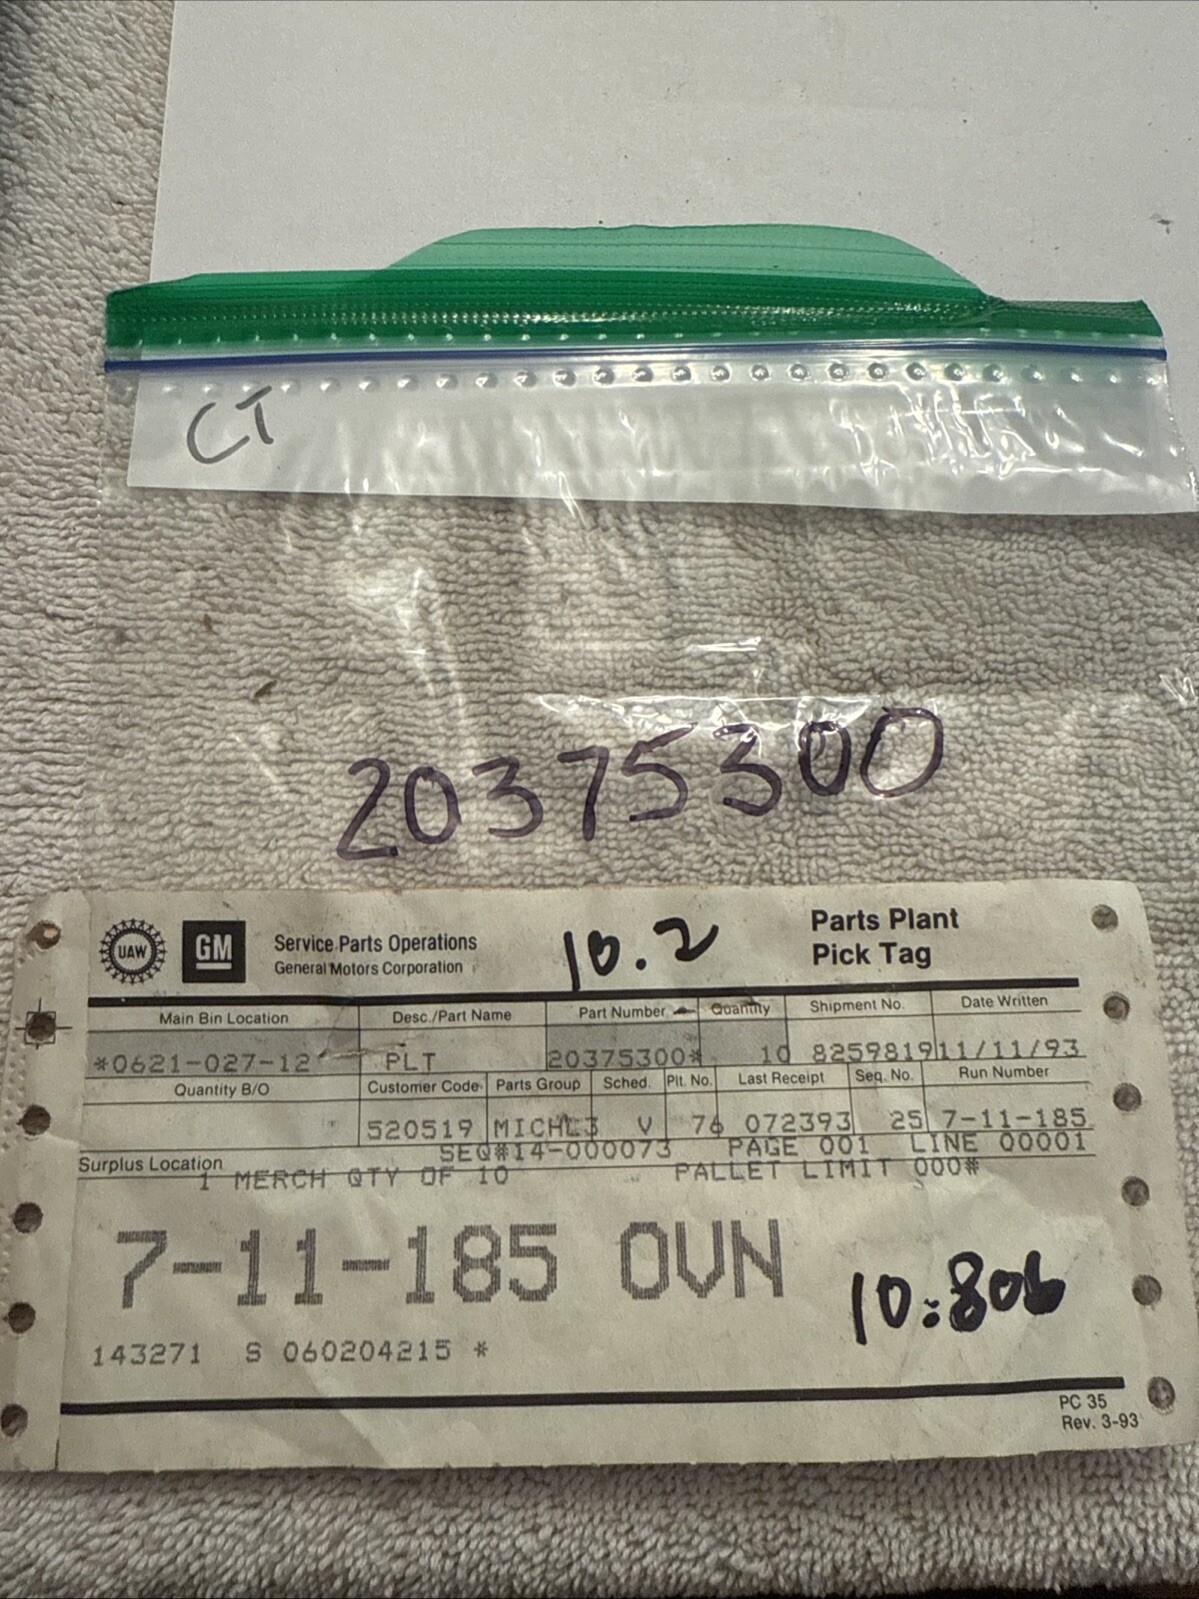 CT
20375300
UAW GM Service Parts Operations
General Motors Corporation
10.2
Parts Plant
Pick Tag
Main Bin Location Desc./Part Name Part Number Quantity Shipment No. Date Written
*0621-027-12 PLT 20375300* 10 8259819 11/11/93
Quantity B/O Customer Code Parts Group Sched. Plt. No. Last Receipt Seq. No. Run Number
520519 MICHL3 V 76 072393 25 7-11-185
SEQ#14-000073 PAGE 001 LINE 00001
Surplus Location
1 MERCH QTY OF 10 PALLET LIMIT 000#
7-11-185 OVN
10.806
143271 S 060204215 *
PC 35
Rev. 3-93